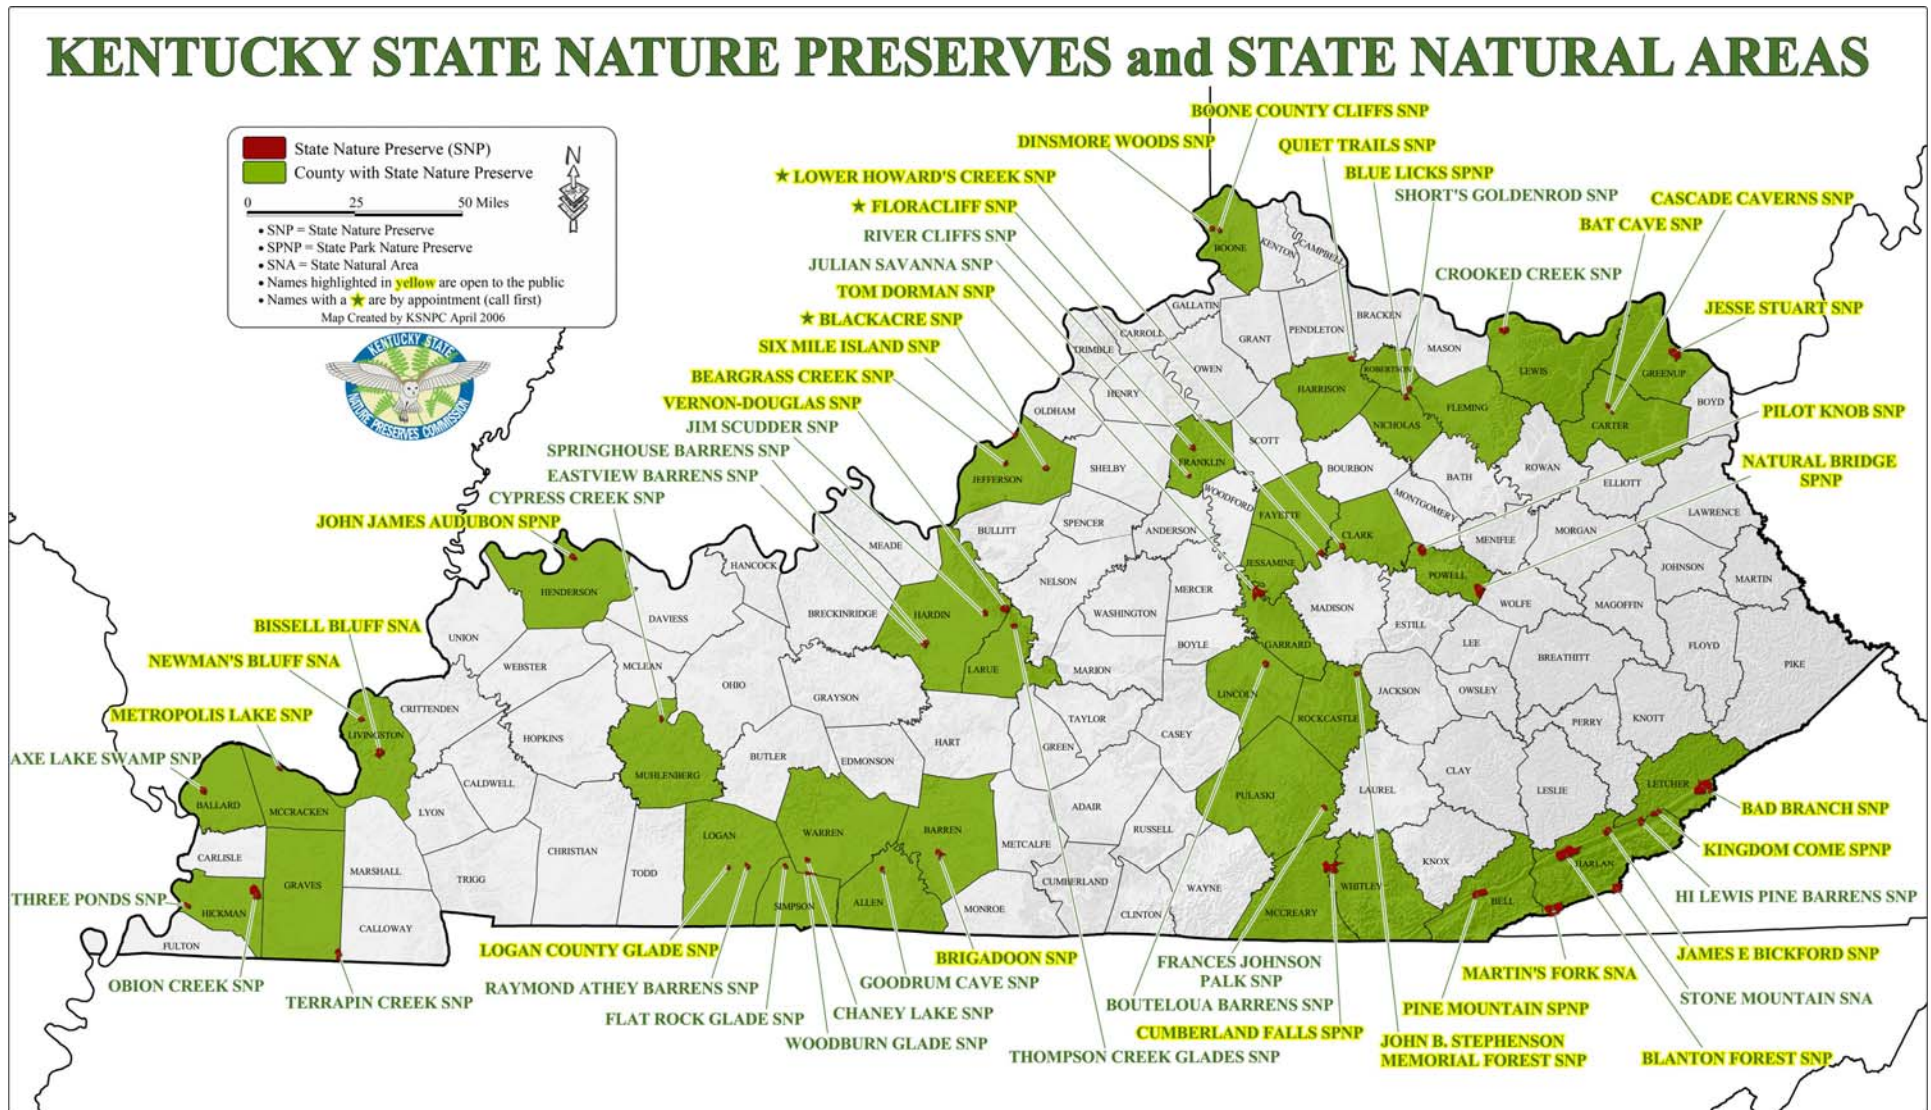 KENTUCKY STATE NATURE PRESERVES and STATE NATURAL AREAS
State Nature Preserve (SNP)
County with State Nature Preserve
0 25 50 Miles
N
• SNP = State Nature Preserve
• SPNP = State Park Nature Preserve
• SNA = State Natural Area
• Names highlighted in yellow are open to the public
• Names with a ★ are by appointment (call first)
Map Created by KSNPC April 2006
KENTUCKY STATE
NATURE PRESERVES COMMISSION
BOONE COUNTY CLIFFS SNP
DINSMORE WOODS SNP
QUIET TRAILS SNP
BLUE LICKS SPNP
SHORT'S GOLDENROD SNP
CASCADE CAVERNS SNP
BAT CAVE SNP
CROOKED CREEK SNP
JESSE STUART SNP
★ LOWER HOWARD'S CREEK SNP
★ FLORACLIFF SNP
RIVER CLIFFS SNP
JULIAN SAVANNA SNP
TOM DORMAN SNP
★ BLACKACRE SNP
SIX MILE ISLAND SNP
BEARGRASS CREEK SNP
VERNON-DOUGLAS SNP
JIM SCUDDER SNP
SPRINGHOUSE BARRENS SNP
EASTVIEW BARRENS SNP
CYPRESS CREEK SNP
JOHN JAMES AUDUBON SPNP
BISSELL BLUFF SNA
NEWMAN'S BLUFF SNA
METROPOLIS LAKE SNP
AXE LAKE SWAMP SNP
THREE PONDS SNP
OBION CREEK SNP
TERRAPIN CREEK SNP
PILOT KNOB SNP
NATURAL BRIDGE
SPNP
BAD BRANCH SNP
KINGDOM COME SPNP
HI LEWIS PINE BARRENS SNP
JAMES E BICKFORD SNP
STONE MOUNTAIN SNA
MARTIN'S FORK SNA
PINE MOUNTAIN SPNP
BLANTON FOREST SNP
JOHN B. STEPHENSON
MEMORIAL FOREST SNP
CUMBERLAND FALLS SPNP
FRANCES JOHNSON
PALK SNP
BOUTELOUA BARRENS SNP
THOMPSON CREEK GLADES SNP
BRIGADOON SNP
GOODRUM CAVE SNP
CHANEY LAKE SNP
WOODBURN GLADE SNP
FLAT ROCK GLADE SNP
RAYMOND ATHEY BARRENS SNP
LOGAN COUNTY GLADE SNP
BOONE
KENTON
CAMPBELL
GALLATIN
CARROLL
TRIMBLE
GRANT
PENDLETON
BRACKEN
MASON
OWEN
HENRY
OLDHAM
HARRISON
ROBERTSON
LEWIS
GREENUP
BOYD
CARTER
FLEMING
NICHOLAS
SCOTT
FRANKLIN
SHELBY
JEFFERSON
BOURBON
BATH
ROWAN
ELLIOTT
LAWRENCE
MONTGOMERY
WOODFORD
FAYETTE
CLARK
BULLITT
SPENCER
ANDERSON
MENIFEE
MORGAN
MEADE
HANCOCK
BRECKINRIDGE
HARDIN
NELSON
JESSAMINE
MERCER
WASHINGTON
MADISON
POWELL
WOLFE
JOHNSON
MARTIN
MAGOFFIN
ESTILL
LEE
BREATHITT
FLOYD
PIKE
HENDERSON
UNION
DAVIESS
WEBSTER
MCLEAN
OHIO
GRAYSON
LARUE
MARION
BOYLE
GARRARD
LINCOLN
ROCKCASTLE
JACKSON
OWSLEY
PERRY
KNOTT
CRITTENDEN
LIVINGSTON
HOPKINS
MUHLENBERG
BUTLER
EDMONSON
HART
GREEN
TAYLOR
CASEY
PULASKI
LAUREL
CLAY
LESLIE
LETCHER
BALLARD
MCCRACKEN
LYON
CALDWELL
CARLISLE
GRAVES
MARSHALL
TRIGG
CHRISTIAN
TODD
LOGAN
WARREN
BARREN
METCALFE
ADAIR
RUSSELL
CUMBERLAND
WAYNE
KNOX
HARLAN
BELL
WHITLEY
MCCREARY
HICKMAN
FULTON
CALLOWAY
SIMPSON
ALLEN
MONROE
CLINTON